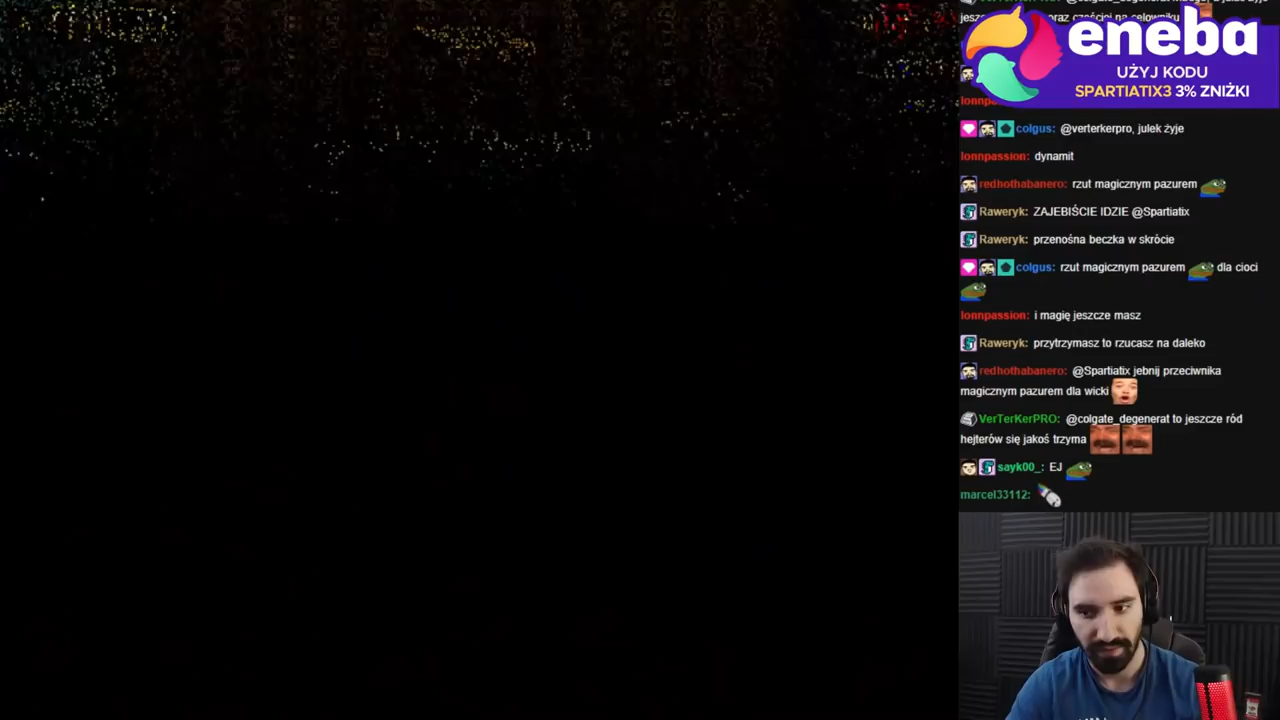 eneba
UŻYJ KODU
SPARTIATIX3 3% ZNIŻKI
colgus: @verterkerpro, julek żyje
lonnpassion: dynamit
redhothabanero: rzut magicznym pazurem
Raweryk: ZAJEBIŚCIE IDZIE @Spartiatix
Raweryk: przenośna beczka w skrócie
colgus: rzut magicznym pazurem dla cioci
lonnpassion: i magię jeszcze masz
Raweryk: przytrzymasz to rzucasz na daleko
redhothabanero: @Spartiatix jebnij przeciwnika
magicznym pazurem dla wicki
VerTerKerPRO: @colgate_degenerat to jeszcze ród
hejterów się jakoś trzyma
sayk00_: EJ
marcel33112: